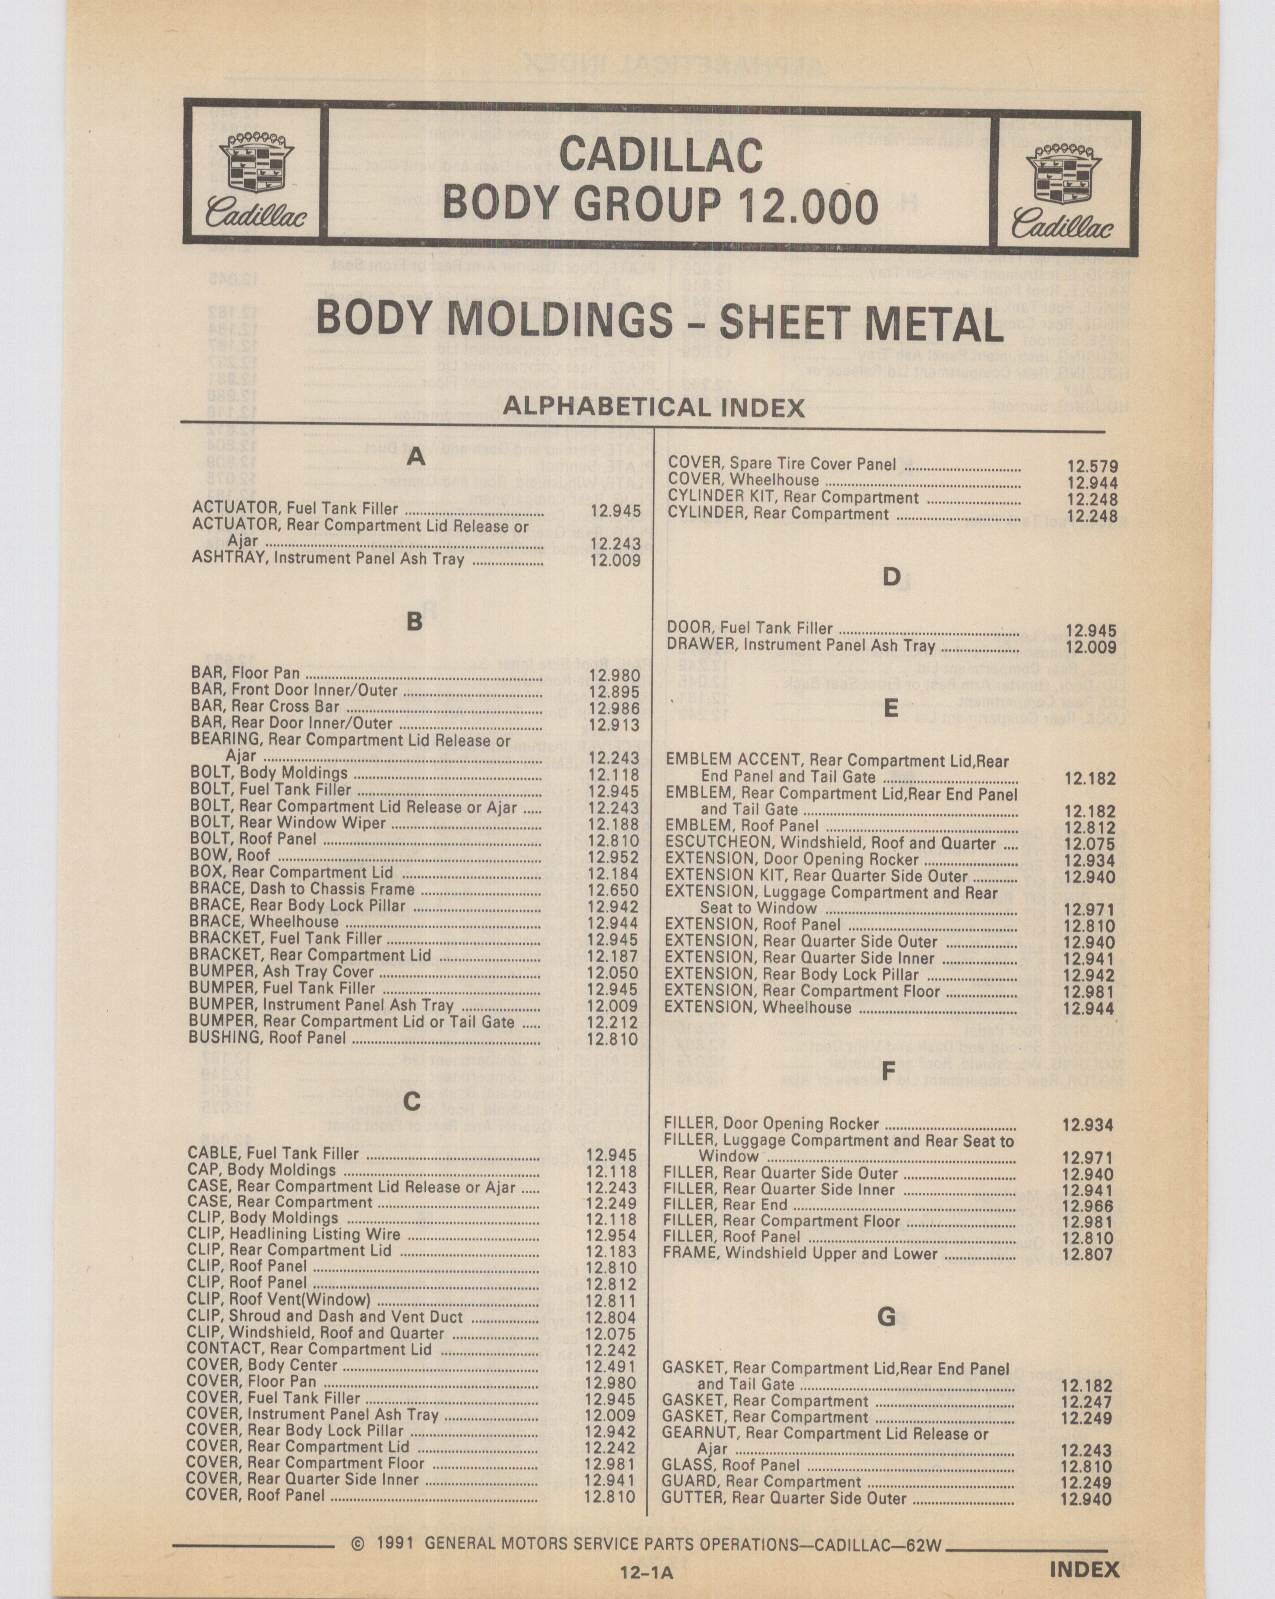 CADILLAC
BODY GROUP 12.000
Cadillac
Cadillac
BODY MOLDINGS - SHEET METAL
ALPHABETICAL INDEX
A
ACTUATOR, Fuel Tank Filler 12.945
ACTUATOR, Rear Compartment Lid Release or
Ajar 12.243
ASHTRAY, Instrument Panel Ash Tray 12.009
B
BAR, Floor Pan 12.980
BAR, Front Door Inner/Outer 12.895
BAR, Rear Cross Bar 12.986
BAR, Rear Door Inner/Outer 12.913
BEARING, Rear Compartment Lid Release or
Ajar 12.243
BOLT, Body Moldings 12.118
BOLT, Fuel Tank Filler 12.945
BOLT, Rear Compartment Lid Release or Ajar 12.243
BOLT, Rear Window Wiper 12.188
BOLT, Roof Panel 12.810
BOW, Roof 12.952
BOX, Rear Compartment Lid 12.184
BRACE, Dash to Chassis Frame 12.650
BRACE, Rear Body Lock Pillar 12.942
BRACE, Wheelhouse 12.944
BRACKET, Fuel Tank Filler 12.945
BRACKET, Rear Compartment Lid 12.187
BUMPER, Ash Tray Cover 12.050
BUMPER, Fuel Tank Filler 12.945
BUMPER, Instrument Panel Ash Tray 12.009
BUMPER, Rear Compartment Lid or Tail Gate 12.212
BUSHING, Roof Panel 12.810
C
CABLE, Fuel Tank Filler 12.945
CAP, Body Moldings 12.118
CASE, Rear Compartment Lid Release or Ajar 12.243
CASE, Rear Compartment 12.249
CLIP, Body Moldings 12.118
CLIP, Headlining Listing Wire 12.954
CLIP, Rear Compartment Lid 12.183
CLIP, Roof Panel 12.810
CLIP, Roof Panel 12.812
CLIP, Roof Vent(Window) 12.811
CLIP, Shroud and Dash and Vent Duct 12.804
CLIP, Windshield, Roof and Quarter 12.075
CONTACT, Rear Compartment Lid 12.242
COVER, Body Center 12.491
COVER, Floor Pan 12.980
COVER, Fuel Tank Filler 12.945
COVER, Instrument Panel Ash Tray 12.009
COVER, Rear Body Lock Pillar 12.942
COVER, Rear Compartment Lid 12.242
COVER, Rear Compartment Floor 12.981
COVER, Rear Quarter Side Inner 12.941
COVER, Roof Panel 12.810
COVER, Spare Tire Cover Panel 12.579
COVER, Wheelhouse 12.944
CYLINDER KIT, Rear Compartment 12.248
CYLINDER, Rear Compartment 12.248
D
DOOR, Fuel Tank Filler 12.945
DRAWER, Instrument Panel Ash Tray 12.009
E
EMBLEM ACCENT, Rear Compartment Lid,Rear
End Panel and Tail Gate 12.182
EMBLEM, Rear Compartment Lid,Rear End Panel
and Tail Gate 12.182
EMBLEM, Roof Panel 12.812
ESCUTCHEON, Windshield, Roof and Quarter 12.075
EXTENSION, Door Opening Rocker 12.934
EXTENSION KIT, Rear Quarter Side Outer 12.940
EXTENSION, Luggage Compartment and Rear
Seat to Window 12.971
EXTENSION, Roof Panel 12.810
EXTENSION, Rear Quarter Side Outer 12.940
EXTENSION, Rear Quarter Side Inner 12.941
EXTENSION, Rear Body Lock Pillar 12.942
EXTENSION, Rear Compartment Floor 12.981
EXTENSION, Wheelhouse 12.944
F
FILLER, Door Opening Rocker 12.934
FILLER, Luggage Compartment and Rear Seat to
Window 12.971
FILLER, Rear Quarter Side Outer 12.940
FILLER, Rear Quarter Side Inner 12.941
FILLER, Rear End 12.966
FILLER, Rear Compartment Floor 12.981
FILLER, Roof Panel 12.810
FRAME, Windshield Upper and Lower 12.807
G
GASKET, Rear Compartment Lid,Rear End Panel
and Tail Gate 12.182
GASKET, Rear Compartment 12.247
GASKET, Rear Compartment 12.249
GEARNUT, Rear Compartment Lid Release or
Ajar 12.243
GLASS, Roof Panel 12.810
GUARD, Rear Compartment 12.249
GUTTER, Rear Quarter Side Outer 12.940
© 1991 GENERAL MOTORS SERVICE PARTS OPERATIONS—CADILLAC—62W
12-1A
INDEX